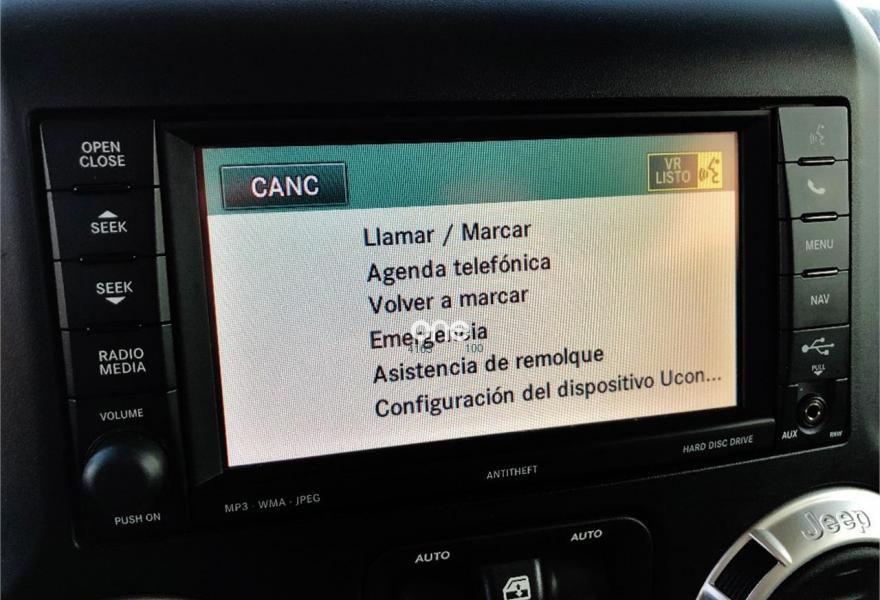 OPEN
CLOSE
SEEK
SEEK
RADIO
MEDIA
VOLUME
PUSH ON
CANC
VR
LISTO
Llamar / Marcar
Agenda telefónica
Volver a marcar
Emergencia
one
100
Asistencia de remolque
Configuración del dispositivo Ucon...
MENU
NAV
PULL
AUX
MP3 · WMA · JPEG
ANTITHEFT
HARD DISC DRIVE
AUTO
AUTO
Jeep